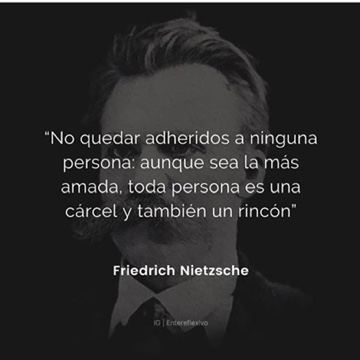 “No quedar adheridos a ninguna
persona: aunque sea la más
amada, toda persona es una
cárcel y también un rincón”
Friedrich Nietzsche
IG | Entereflexivo